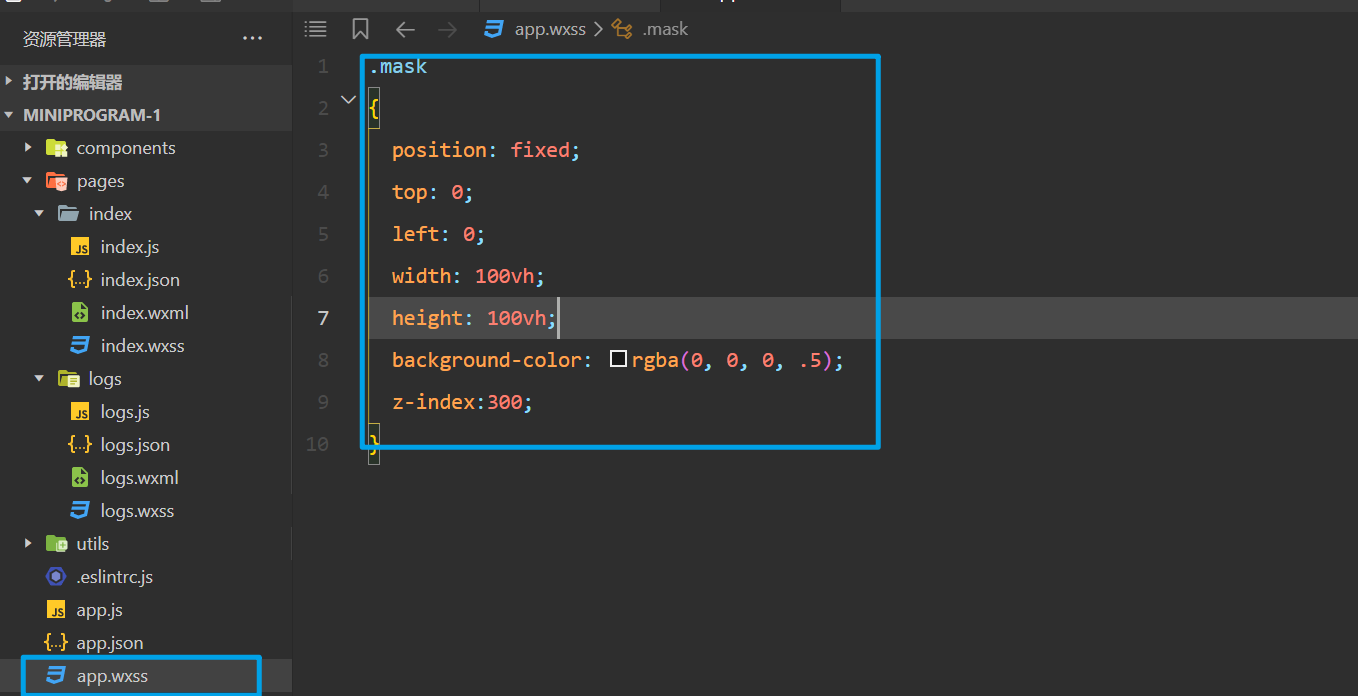 资源管理器
打开的编辑器
MINIPROGRAM-1
components
pages
index
JS index.js
{..} index.json
index.wxml
index.wxss
logs
JS logs.js
{..} logs.json
logs.wxml
logs.wxss
utils
.eslintrc.js
JS app.js
{..} app.json
app.wxss
app.wxss > .mask
1 .mask
2 {
3 position: fixed;
4 top: 0;
5 left: 0;
6 width: 100vh;
7 height: 100vh;
8 background-color: rgba(0, 0, 0, .5);
9 z-index:300;
10 }